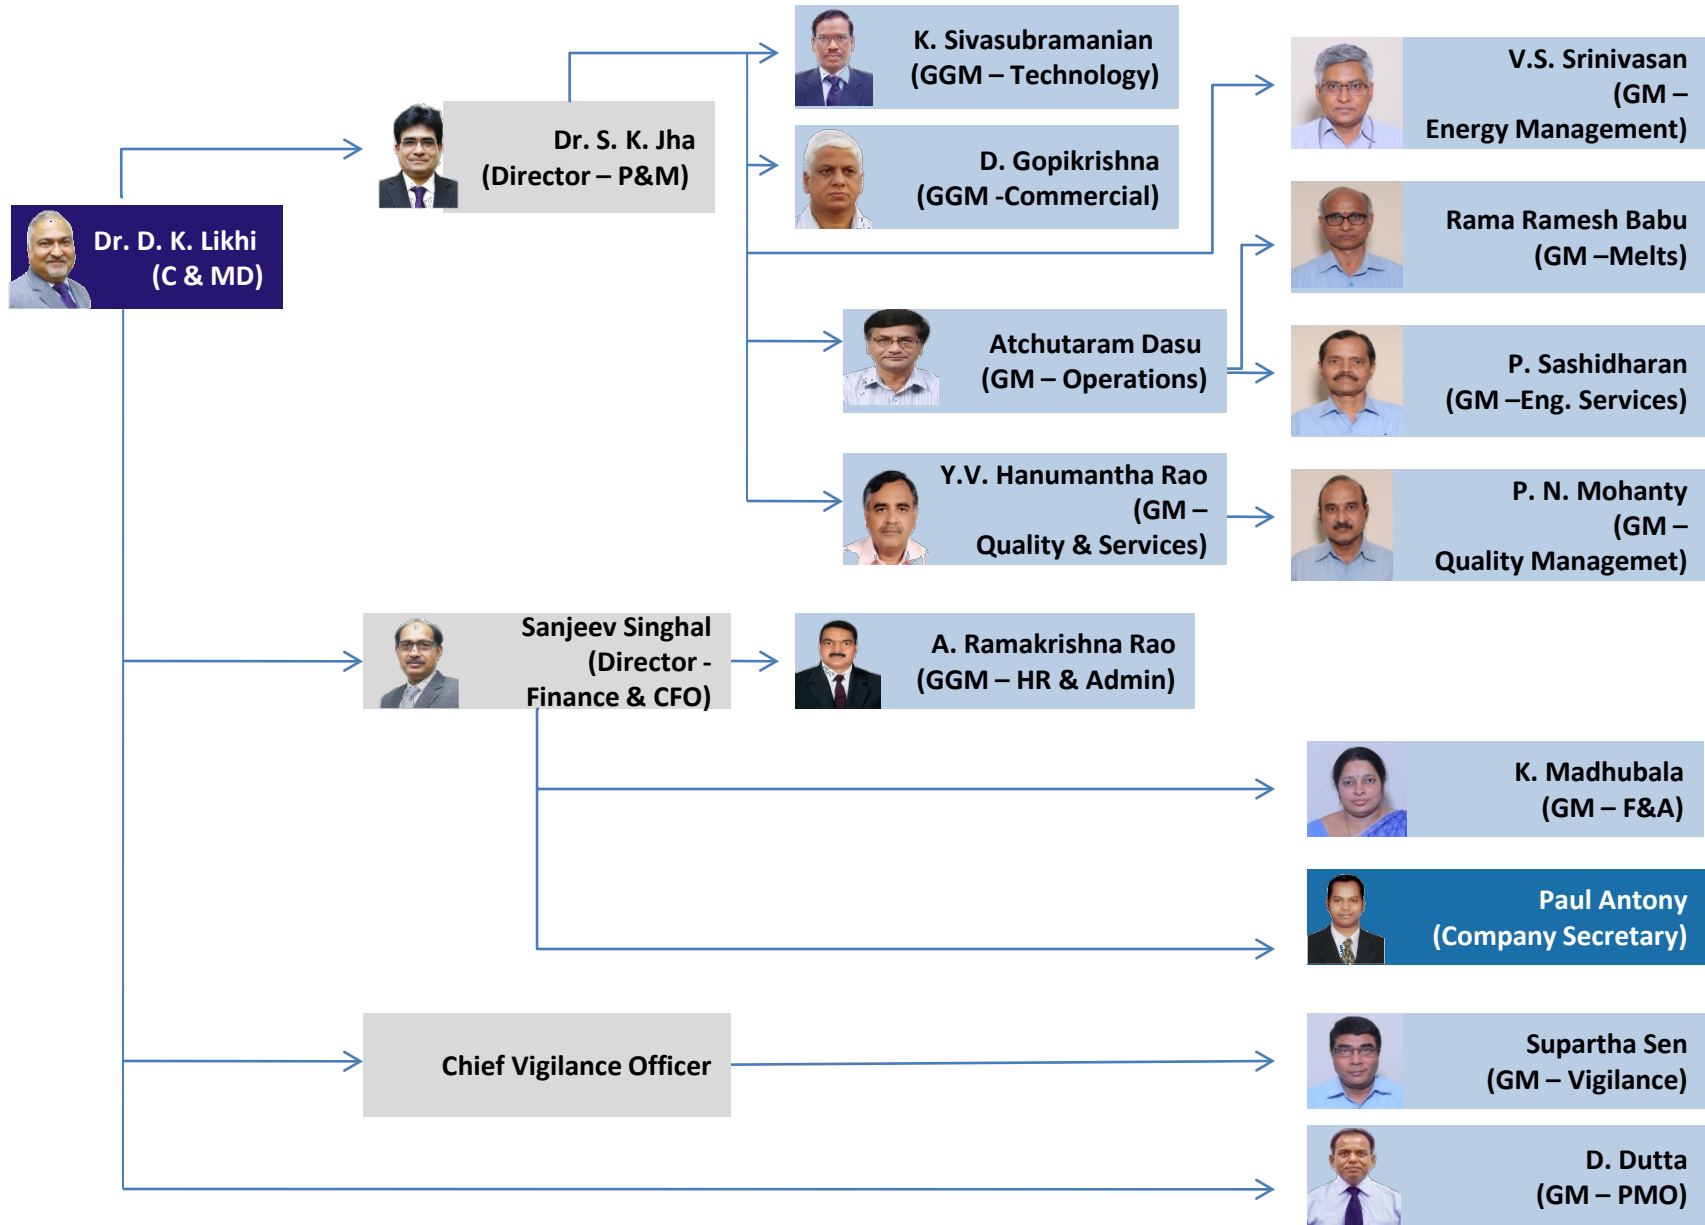 Dr. D. K. Likhi
(C & MD)
Dr. S. K. Jha
(Director – P&M)
K. Sivasubramanian
(GGM – Technology)
D. Gopikrishna
(GGM -Commercial)
V.S. Srinivasan
(GM –
Energy Management)
Atchutaram Dasu
(GM – Operations)
Rama Ramesh Babu
(GM –Melts)
P. Sashidharan
(GM –Eng. Services)
Y.V. Hanumantha Rao
(GM –
Quality & Services)
P. N. Mohanty
(GM –
Quality Managemet)
Sanjeev Singhal
(Director -
Finance & CFO)
A. Ramakrishna Rao
(GGM – HR & Admin)
K. Madhubala
(GM – F&A)
Paul Antony
(Company Secretary)
Chief Vigilance Officer
Supartha Sen
(GM – Vigilance)
D. Dutta
(GM – PMO)